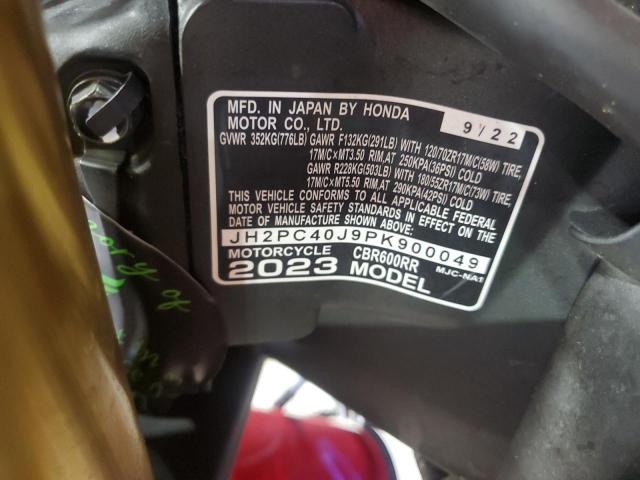 MFD. IN JAPAN BY HONDA
MOTOR CO., LTD.
9/22
GVWR 352KG(776LB) GAWR F132KG(291LB) WITH 120/70ZR17M/C(58W) TIRE,
17M/C×MT3.50 RIM, AT 250KPA(36PSI) COLD
GAWR R228KG(503LB) WITH 180/55ZR17M/C(73W) TIRE,
17M/C×MT5.50 RIM, AT 290KPA(42PSI) COLD
THIS VEHICLE CONFORMS TO ALL APPLICABLE FEDERAL
MOTOR VEHICLE SAFETY STANDARDS IN EFFECT ON THE
DATE OF MANUFACTURE SHOWN ABOVE.
JH2PC40J9PK900049
MOTORCYCLE CBR600RR MJC-NA1
2023 MODEL
of